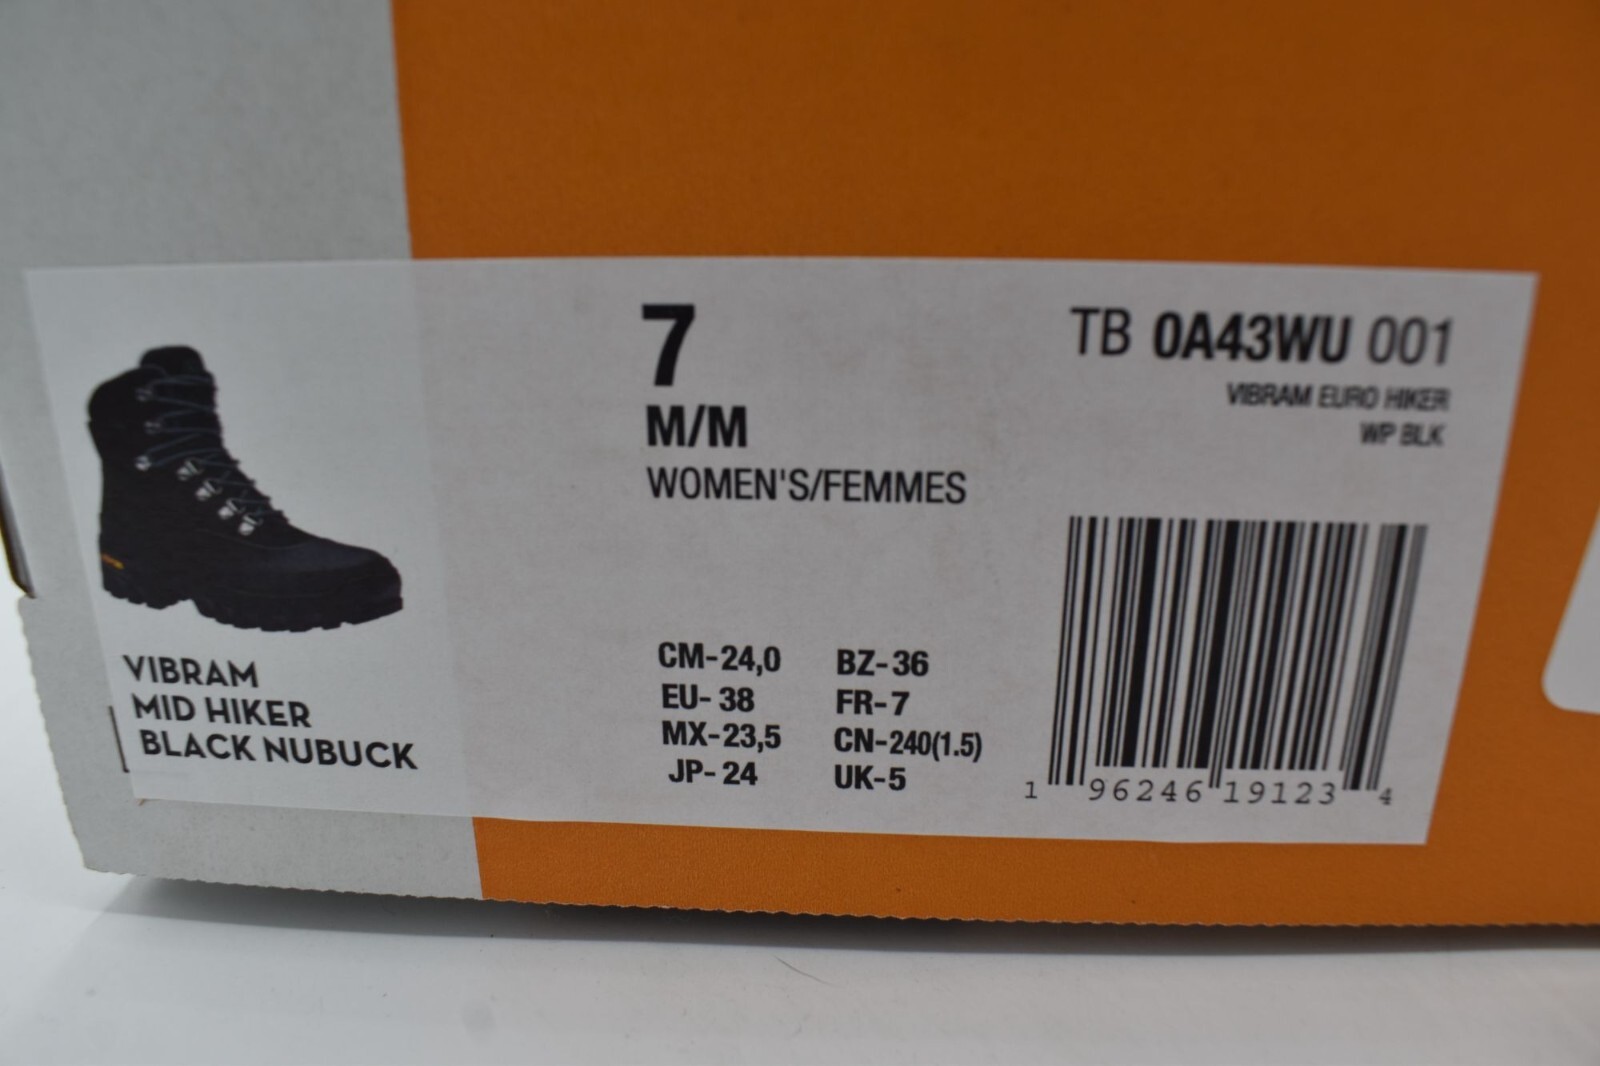 7
M/M
WOMEN'S/FEMMES
TB 0A43WU 001
VIBRAM EURO HIKER
WP BLK
VIBRAM
MID HIKER
BLACK NUBUCK
CM-24,0 BZ-36
EU-38 FR-7
MX-23,5 CN-240(1.5)
JP-24 UK-5
1 96246 19123 4